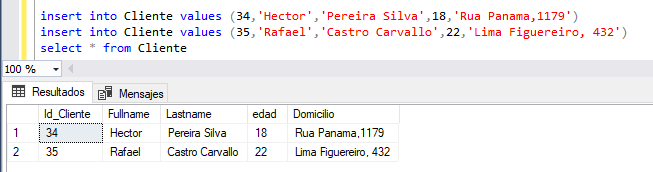 insert into Cliente values (34,'Hector','Pereira Silva',18,'Rua Panama,1179')
insert into Cliente values (35,'Rafael','Castro Carvallo',22,'Lima Figuereiro, 432')
select * from Cliente
100 %
Resultados Mensajes
Id_Cliente Fullname Lastname edad Domicilio
1 34 Hector Pereira Silva 18 Rua Panama,1179
2 35 Rafael Castro Carvallo 22 Lima Figuereiro, 432